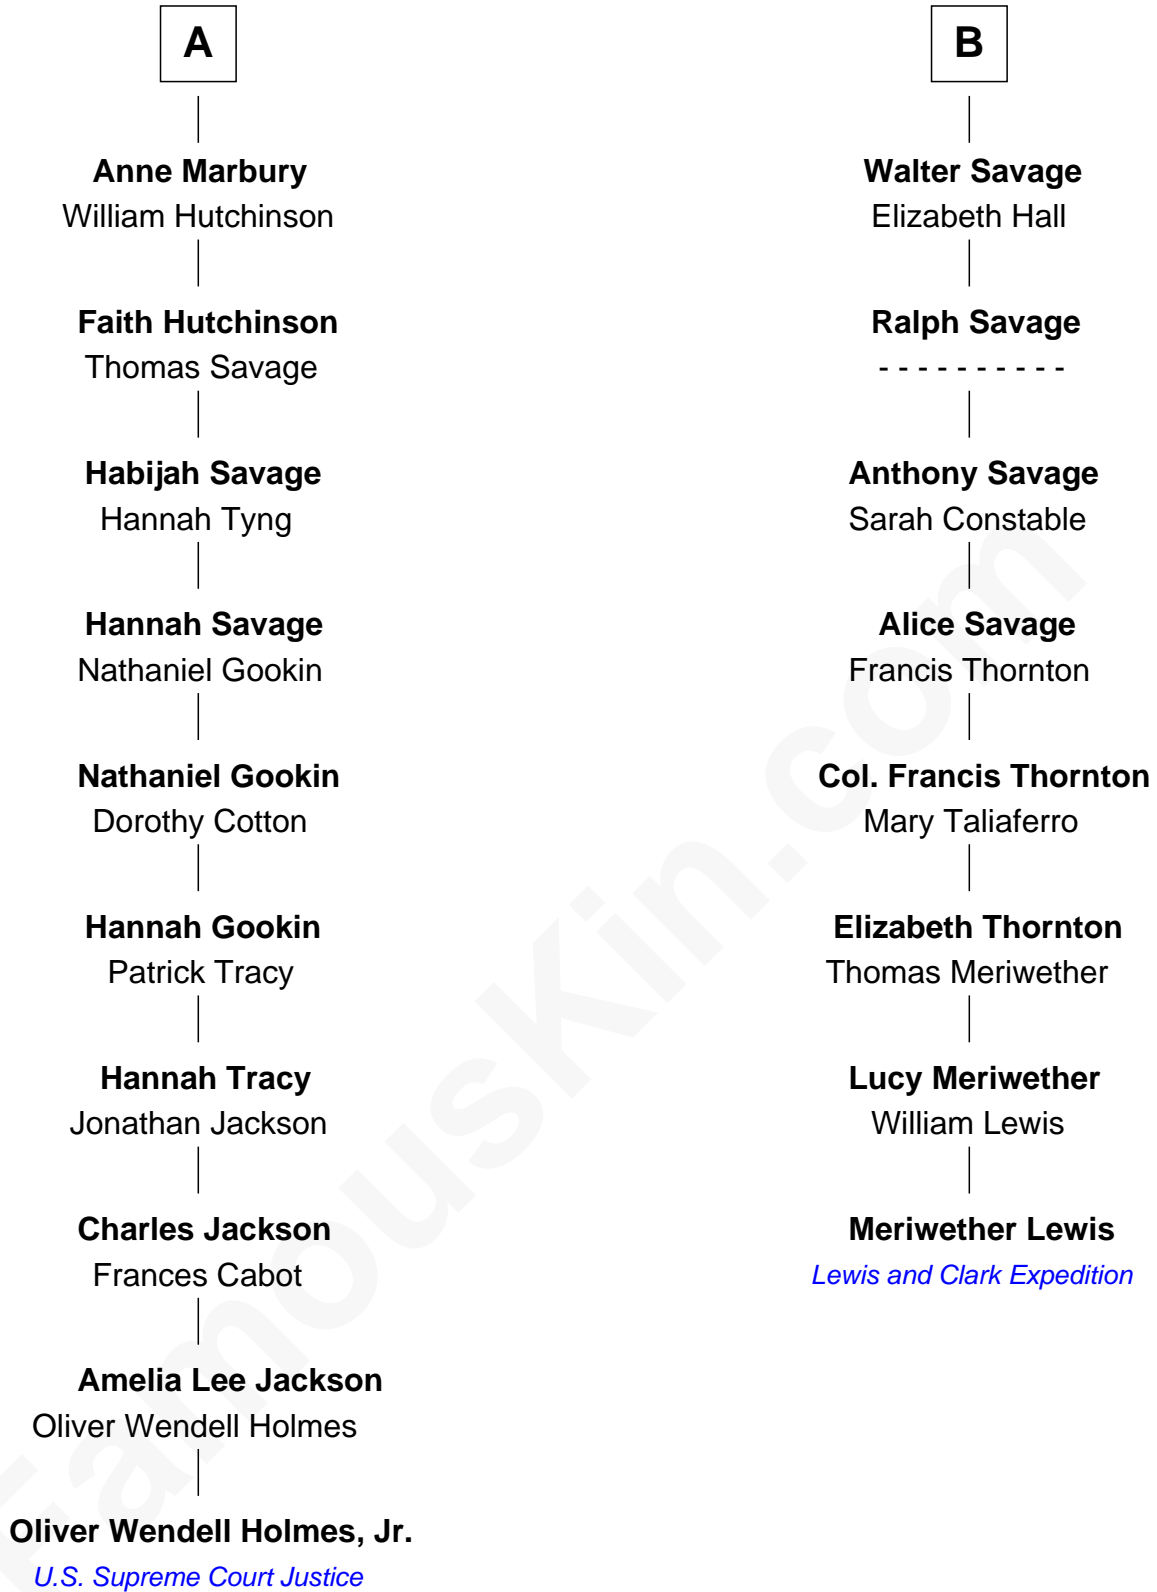 A
Anne Marbury
William Hutchinson
Faith Hutchinson
Thomas Savage
Habijah Savage
Hannah Tyng
Hannah Savage
Nathaniel Gookin
Nathaniel Gookin
Dorothy Cotton
Hannah Gookin
Patrick Tracy
Hannah Tracy
Jonathan Jackson
Charles Jackson
Frances Cabot
Amelia Lee Jackson
Oliver Wendell Holmes
Oliver Wendell Holmes, Jr.
U.S. Supreme Court Justice
B
Walter Savage
Elizabeth Hall
Ralph Savage
- - - - - - - - - -
Anthony Savage
Sarah Constable
Alice Savage
Francis Thornton
Col. Francis Thornton
Mary Taliaferro
Elizabeth Thornton
Thomas Meriwether
Lucy Meriwether
William Lewis
Meriwether Lewis
Lewis and Clark Expedition
FamousKin.com